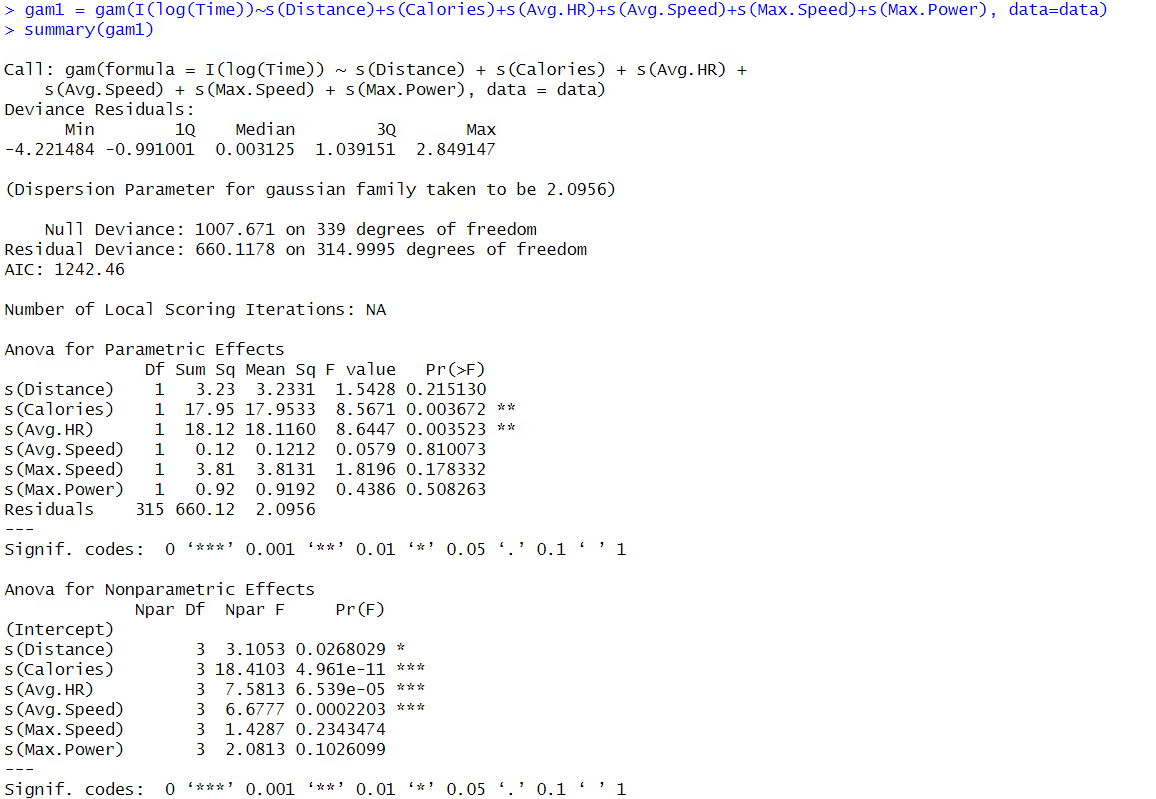 > gam1 = gam(I(log(Time))~s(Distance)+s(Calories)+s(Avg.HR)+s(Avg.Speed)+s(Max.Speed)+s(Max.Power), data=data)
> summary(gam1)

Call: gam(formula = I(log(Time)) ~ s(Distance) + s(Calories) + s(Avg.HR) +
    s(Avg.Speed) + s(Max.Speed) + s(Max.Power), data = data)
Deviance Residuals:
      Min        1Q    Median        3Q       Max
-4.221484 -0.991001  0.003125  1.039151  2.849147

(Dispersion Parameter for gaussian family taken to be 2.0956)

    Null Deviance: 1007.671 on 339 degrees of freedom
Residual Deviance: 660.1178 on 314.9995 degrees of freedom
AIC: 1242.46

Number of Local Scoring Iterations: NA

Anova for Parametric Effects
              Df Sum Sq Mean Sq F value   Pr(>F)
s(Distance)    1   3.23  3.2331  1.5428 0.215130
s(Calories)    1  17.95 17.9533  8.5671 0.003672 **
s(Avg.HR)      1  18.12 18.1160  8.6447 0.003523 **
s(Avg.Speed)   1   0.12  0.1212  0.0579 0.810073
s(Max.Speed)   1   3.81  3.8131  1.8196 0.178332
s(Max.Power)   1   0.92  0.9192  0.4386 0.508263
Residuals    315 660.12  2.0956
---
Signif. codes:  0 ‘***’ 0.001 ‘**’ 0.01 ‘*’ 0.05 ‘.’ 0.1 ‘ ’ 1

Anova for Nonparametric Effects
             Npar Df  Npar F     Pr(F)
(Intercept)
s(Distance)        3  3.1053 0.0268029 *
s(Calories)        3 18.4103 4.961e-11 ***
s(Avg.HR)          3  7.5813 6.539e-05 ***
s(Avg.Speed)       3  6.6777 0.0002203 ***
s(Max.Speed)       3  1.4287 0.2343474
s(Max.Power)       3  2.0813 0.1026099
---
Signif. codes:  0 ‘***’ 0.001 ‘**’ 0.01 ‘*’ 0.05 ‘.’ 0.1 ‘ ’ 1